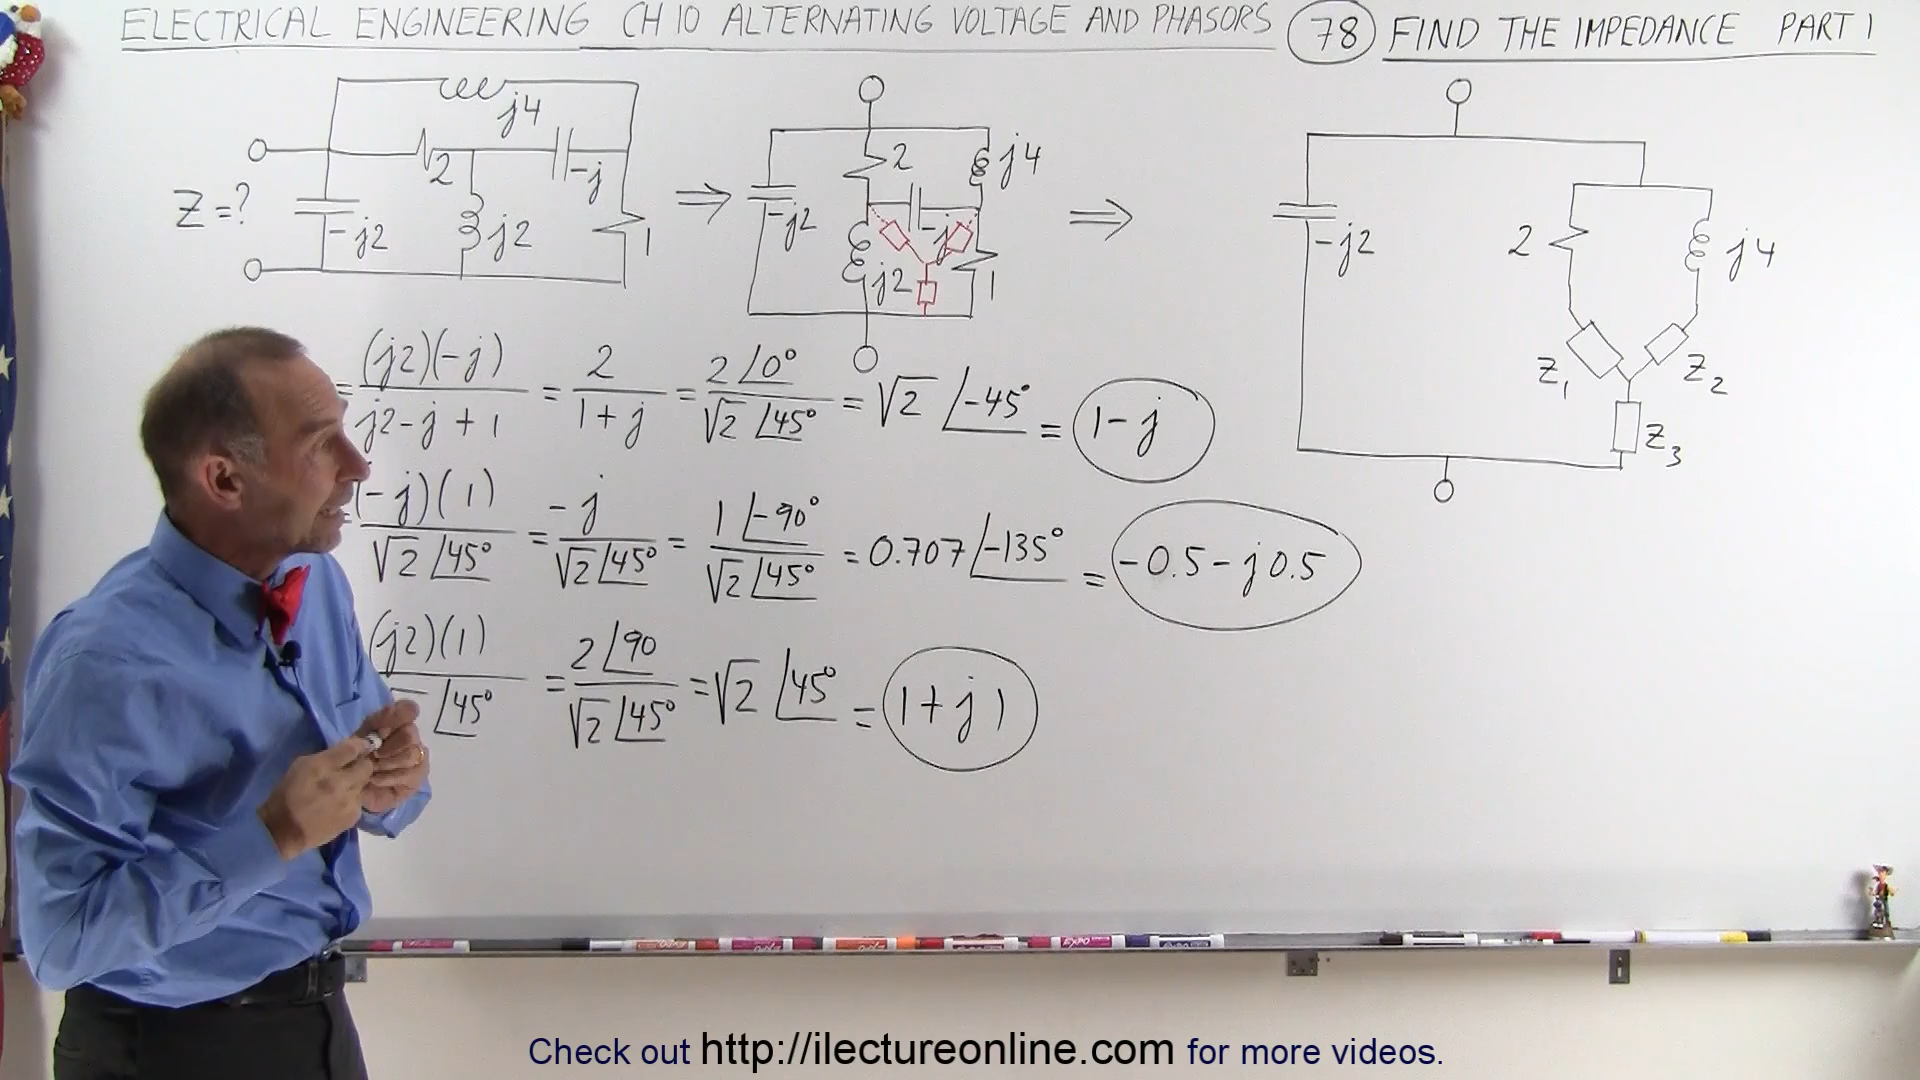 ELECTRICAL ENGINEERING CH 10 ALTERNATING VOLTAGE AND PHASORS 78 FIND THE IMPEDANCE PART 1
j4
2
-j
Z=?
-j2
j2
1
⇒
2
j4
-j2
-j
j2
1
⇒
-j2
2
j4
Z₁
Z₂
Z₃
= (j2)(-j) / j2-j+1 = 2 / 1+j = 2∠0° / √2∠45° = √2∠-45° = 1-j
= (-j)(1) / √2∠45° = -j / √2∠45° = 1∠-90° / √2∠45° = 0.707∠-135° = -0.5-j0.5
(j2)(1) / ∠45° = 2∠90 / √2∠45° = √2∠45° = 1+j1
EXPO
Check out http://ilectureonline.com for more videos.